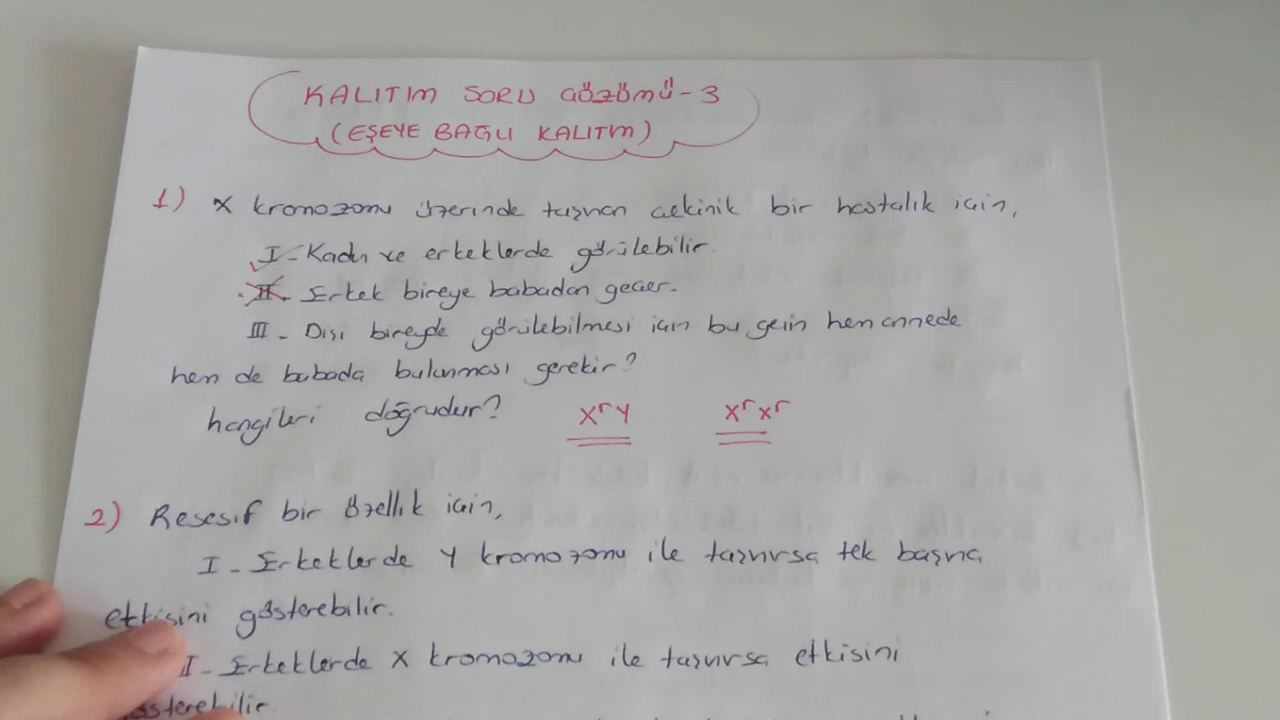 KALITIM SORU ÇÖZÜMÜ-3
(EŞEYE BAĞLI KALITIM)
1) X kromozomu üzerinde taşınan çekinik bir hastalık için,
I- Kadın ve erkeklerde görülebilir.
II- Erkek bireye babadan geçer.
III- Dişi bireyde görülebilmesi için bu genin hem annede
hem de babada bulunması gerekir?
hangileri doğrudur? XrY XrXr
2) Resesif bir özellik için,
I- Erkeklerde Y kromozomu ile taşınırsa tek başına
etkisini gösterebilir.
I- Erkeklerde X kromozomu ile taşınırsa etkisini